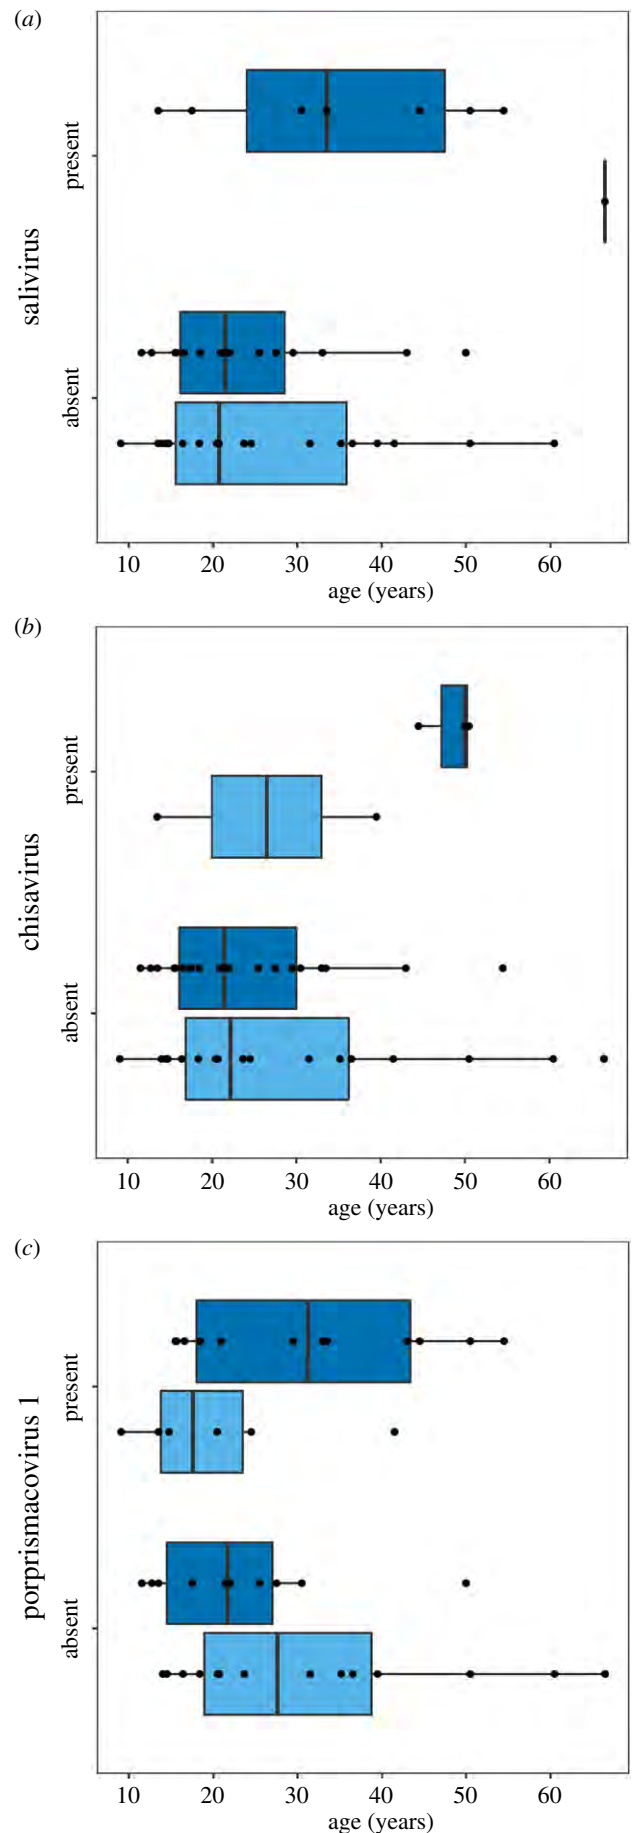 (a)
present
salivirus
absent
10 20 30 40 50 60
age (years)
(b)
present
chisavirus
absent
10 20 30 40 50 60
age (years)
(c)
present
porprismacovirus 1
absent
10 20 30 40 50 60
age (years)